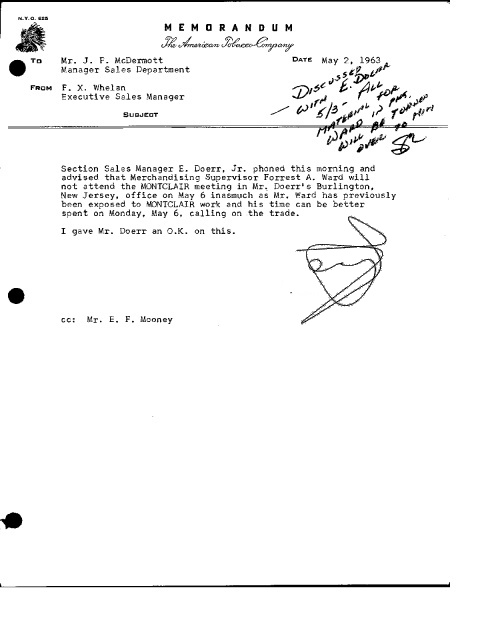 N.Y.O. 625
MEMORANDUM
The American Tobacco Company
TO Mr. J. F. McDermott
Manager Sales Department
DATE May 2, 1963
FROM F. X. Whelan
Executive Sales Manager
SUBJECT
DISCUSSED
WITH E. DOERR
5/3 - ALL
MATERIAL FOR
WARD IN
WILL BE TURNED
OVER TO HIM
Section Sales Manager E. Doerr, Jr. phoned this morning and
advised that Merchandising Supervisor Forrest A. Ward will
not attend the MONTCLAIR meeting in Mr. Doerr's Burlington,
New Jersey, office on May 6 inasmuch as Mr. Ward has previously
been exposed to MONTCLAIR work and his time can be better
spent on Monday, May 6, calling on the trade.
I gave Mr. Doerr an O.K. on this.
cc: Mr. E. F. Mooney